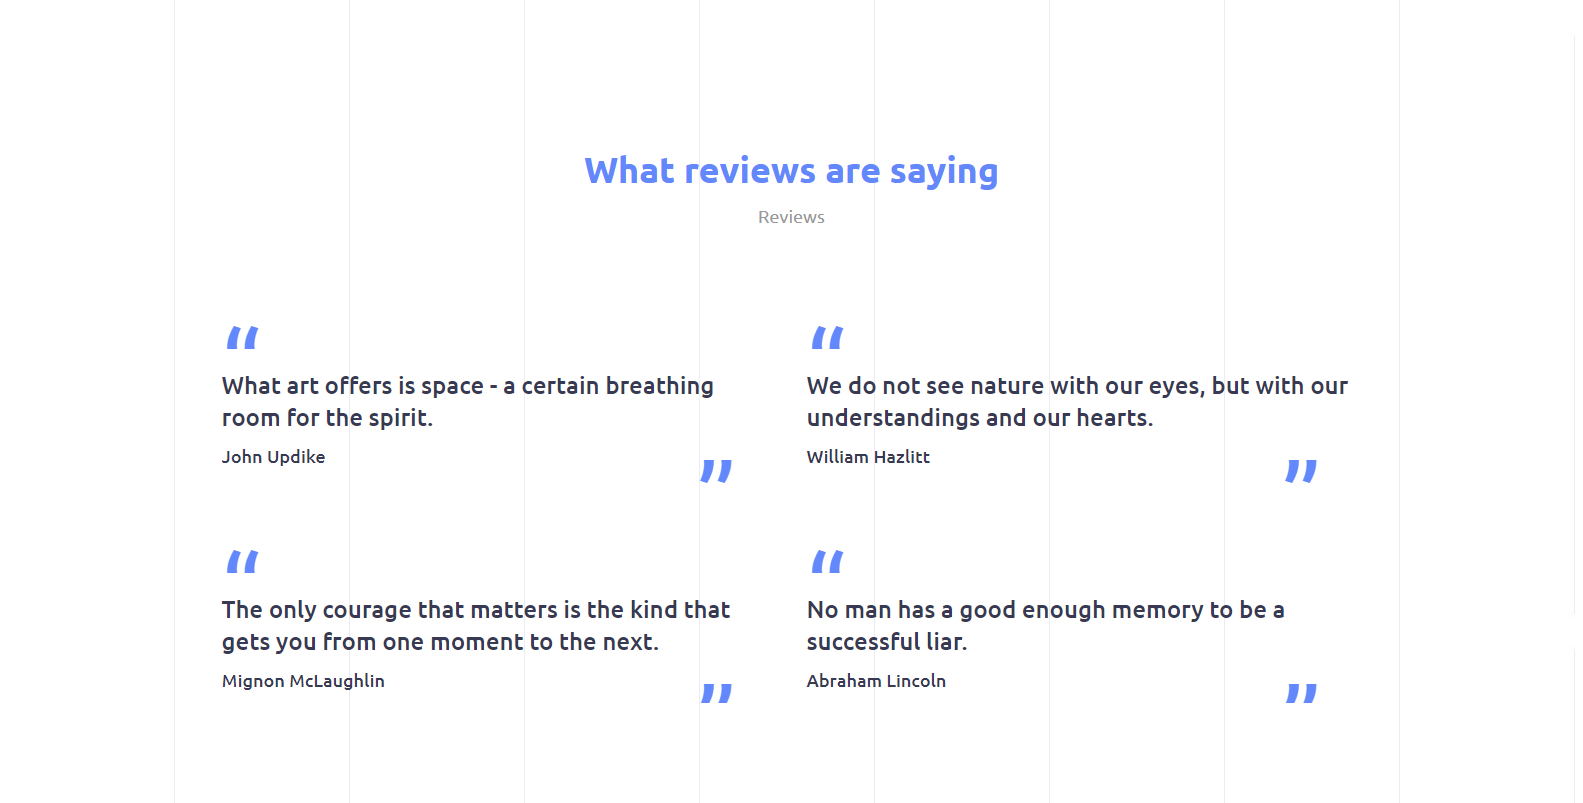 What reviews are saying
Reviews
“
What art offers is space - a certain breathing
room for the spirit.
John Updike
”
“
We do not see nature with our eyes, but with our
understandings and our hearts.
William Hazlitt
”
“
The only courage that matters is the kind that
gets you from one moment to the next.
Mignon McLaughlin
”
“
No man has a good enough memory to be a
successful liar.
Abraham Lincoln
”